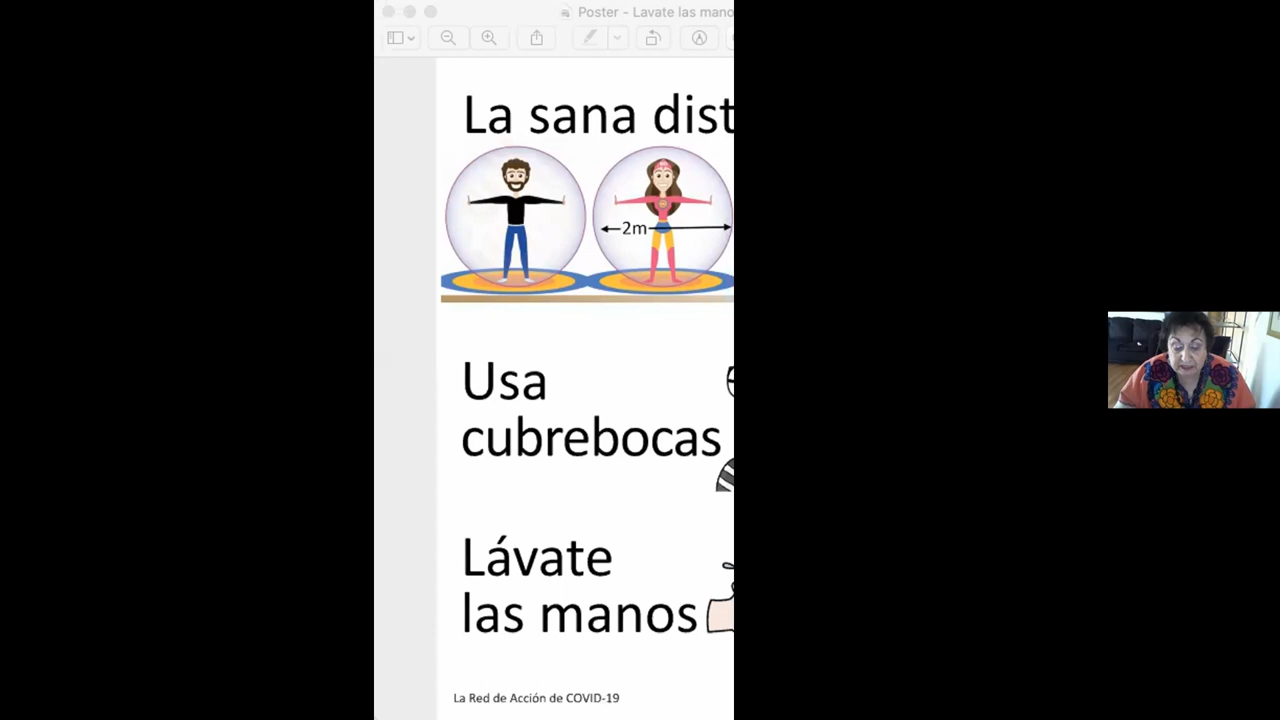 Poster - Lavate las mano
La sana dist
2m
Usa
cubrebocas
Lávate
las manos
La Red de Acción de COVID-19